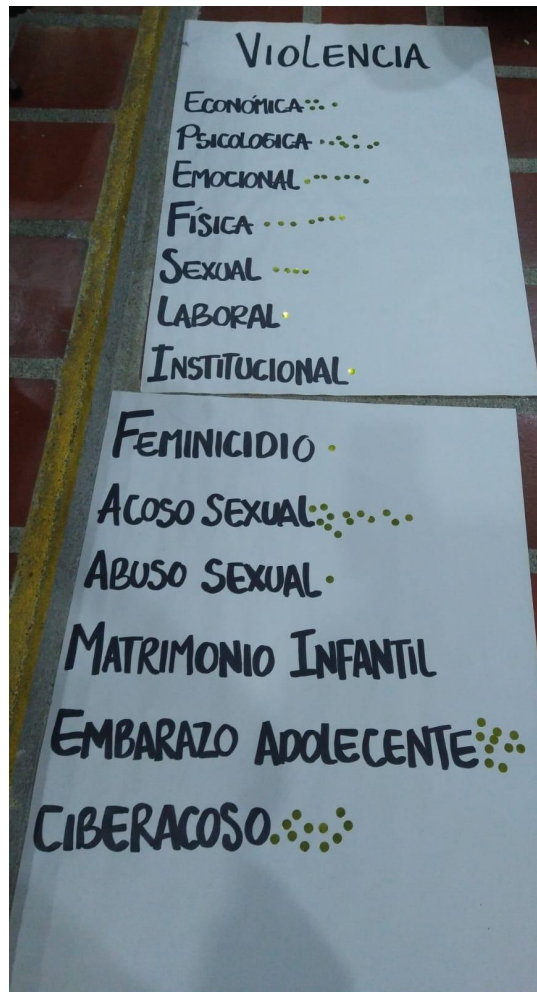 VIOLENCIA
ECONÓMICA
PSICOLOGICA
EMOCIONAL
FÍSICA
SEXUAL
LABORAL
INSTITUCIONAL
FEMINICIDIO
ACOSO SEXUAL
ABUSO SEXUAL
MATRIMONIO INFANTIL
EMBARAZO ADOLECENTE
CIBERACOSO